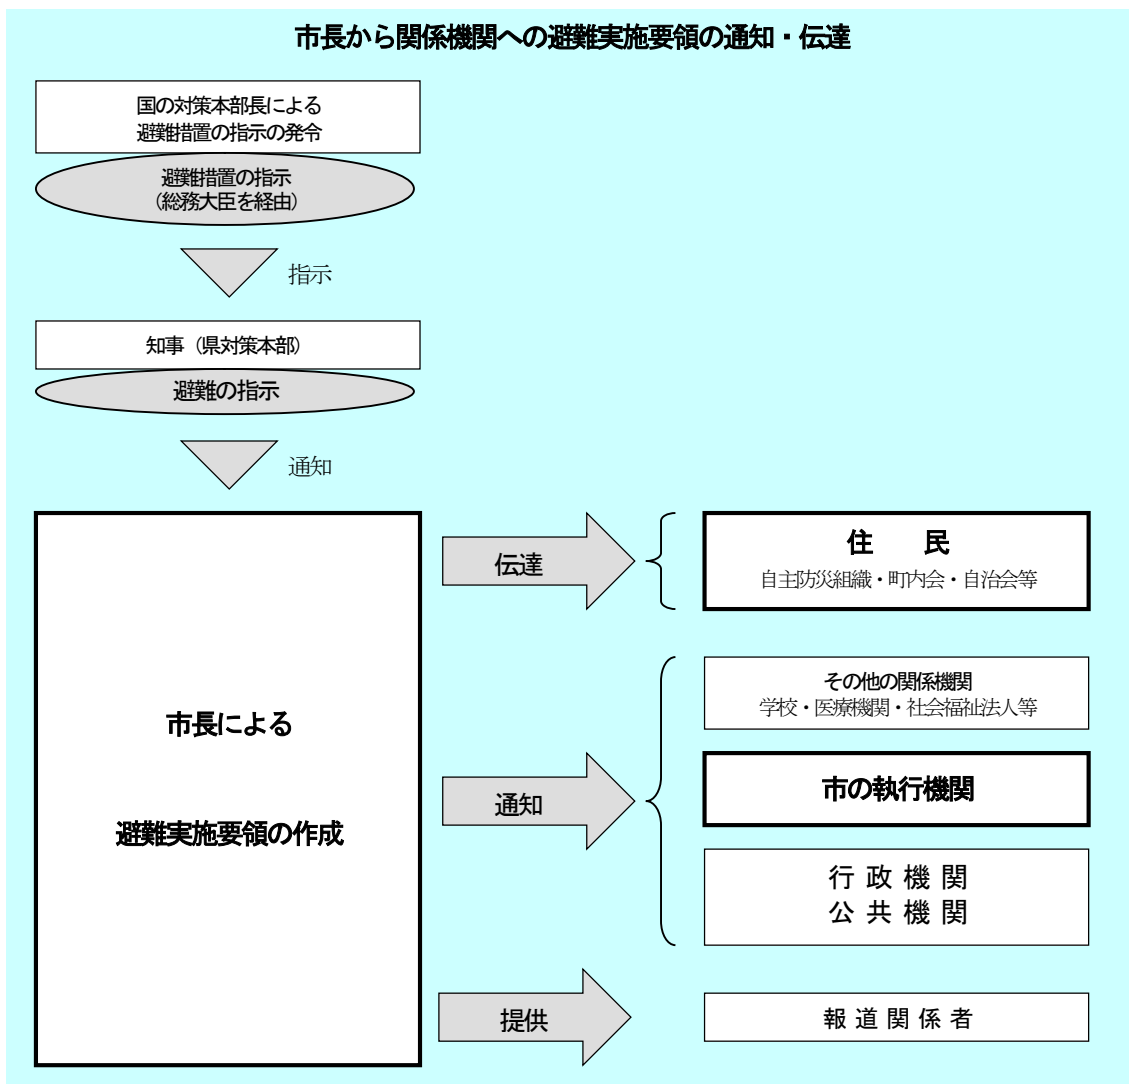 市長から関係機関への避難実施要領の通知・伝達
国の対策本部長による
避難措置の指示の発令
避難措置の指示
（総務大臣を経由）
指示
知事（県対策本部）
避難の指示
通知
市長による
避難実施要領の作成
伝達
住　民
自主防災組織・町内会・自治会等
通知
その他の関係機関
学校・医療機関・社会福祉法人等
市の執行機関
行政機関
公共機関
提供
報道関係者